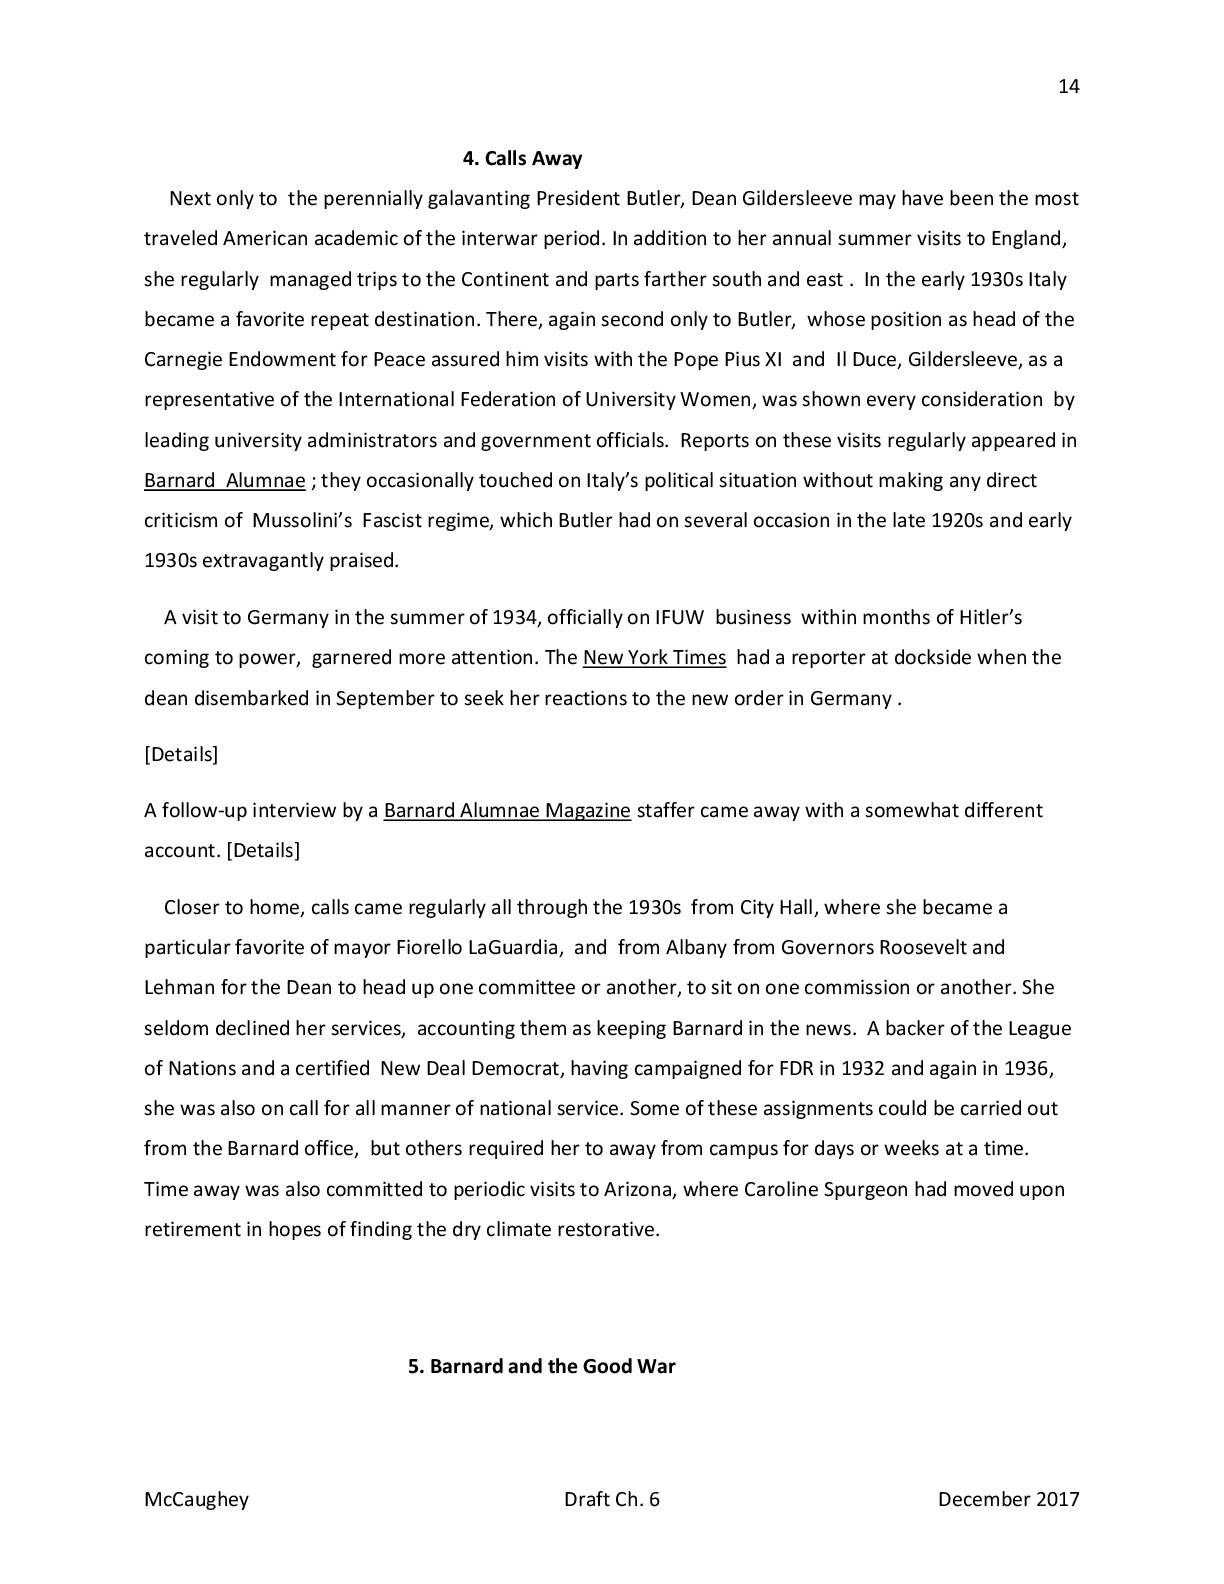 14
4. Calls Away
Next only to the perennially galavanting President Butler, Dean Gildersleeve may have been the most
traveled American academic of the interwar period. In addition to her annual summer visits to England,
she regularly managed trips to the Continent and parts farther south and east . In the early 1930s Italy
became a favorite repeat destination. There, again second only to Butler, whose position as head of the
Carnegie Endowment for Peace assured him visits with the Pope Pius XI and Il Duce, Gildersleeve, as a
representative of the International Federation of University Women, was shown every consideration by
leading university administrators and government officials. Reports on these visits regularly appeared in
Barnard Alumnae ; they occasionally touched on Italy’s political situation without making any direct
criticism of Mussolini’s Fascist regime, which Butler had on several occasion in the late 1920s and early
1930s extravagantly praised.
A visit to Germany in the summer of 1934, officially on IFUW business within months of Hitler’s
coming to power, garnered more attention. The New York Times had a reporter at dockside when the
dean disembarked in September to seek her reactions to the new order in Germany .
[Details]
A follow-up interview by a Barnard Alumnae Magazine staffer came away with a somewhat different
account. [Details]
Closer to home, calls came regularly all through the 1930s from City Hall, where she became a
particular favorite of mayor Fiorello LaGuardia, and from Albany from Governors Roosevelt and
Lehman for the Dean to head up one committee or another, to sit on one commission or another. She
seldom declined her services, accounting them as keeping Barnard in the news. A backer of the League
of Nations and a certified New Deal Democrat, having campaigned for FDR in 1932 and again in 1936,
she was also on call for all manner of national service. Some of these assignments could be carried out
from the Barnard office, but others required her to away from campus for days or weeks at a time.
Time away was also committed to periodic visits to Arizona, where Caroline Spurgeon had moved upon
retirement in hopes of finding the dry climate restorative.
5. Barnard and the Good War
McCaughey Draft Ch. 6 December 2017